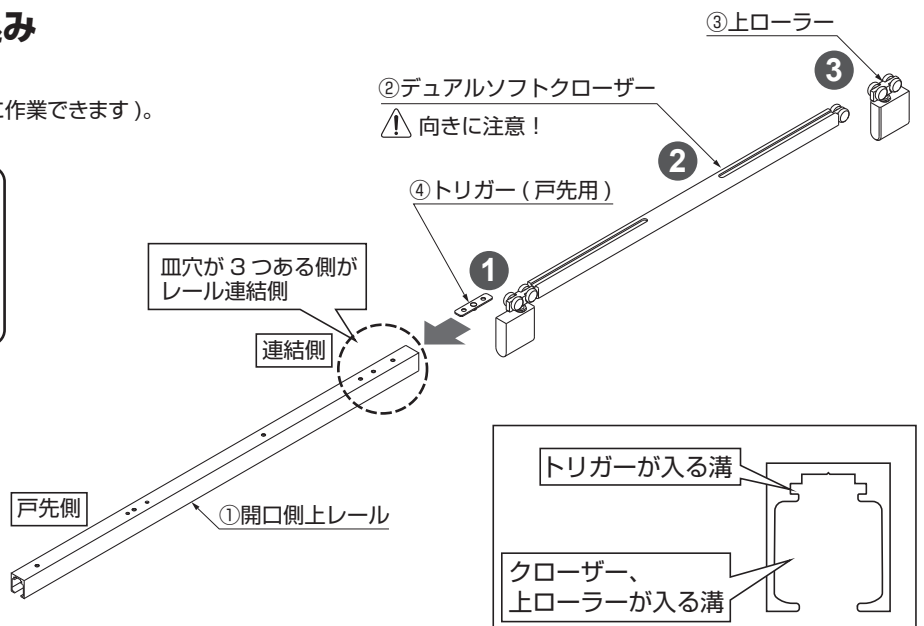 み
③上ローラー
に作業できます)。
②デュアルソフトクローザー
向きに注意！
3
2
④トリガー(戸先用)
1
皿穴が3つある側が
レール連結側
連結側
戸先側
①開口側上レール
トリガーが入る溝
クローザー、
上ローラーが入る溝